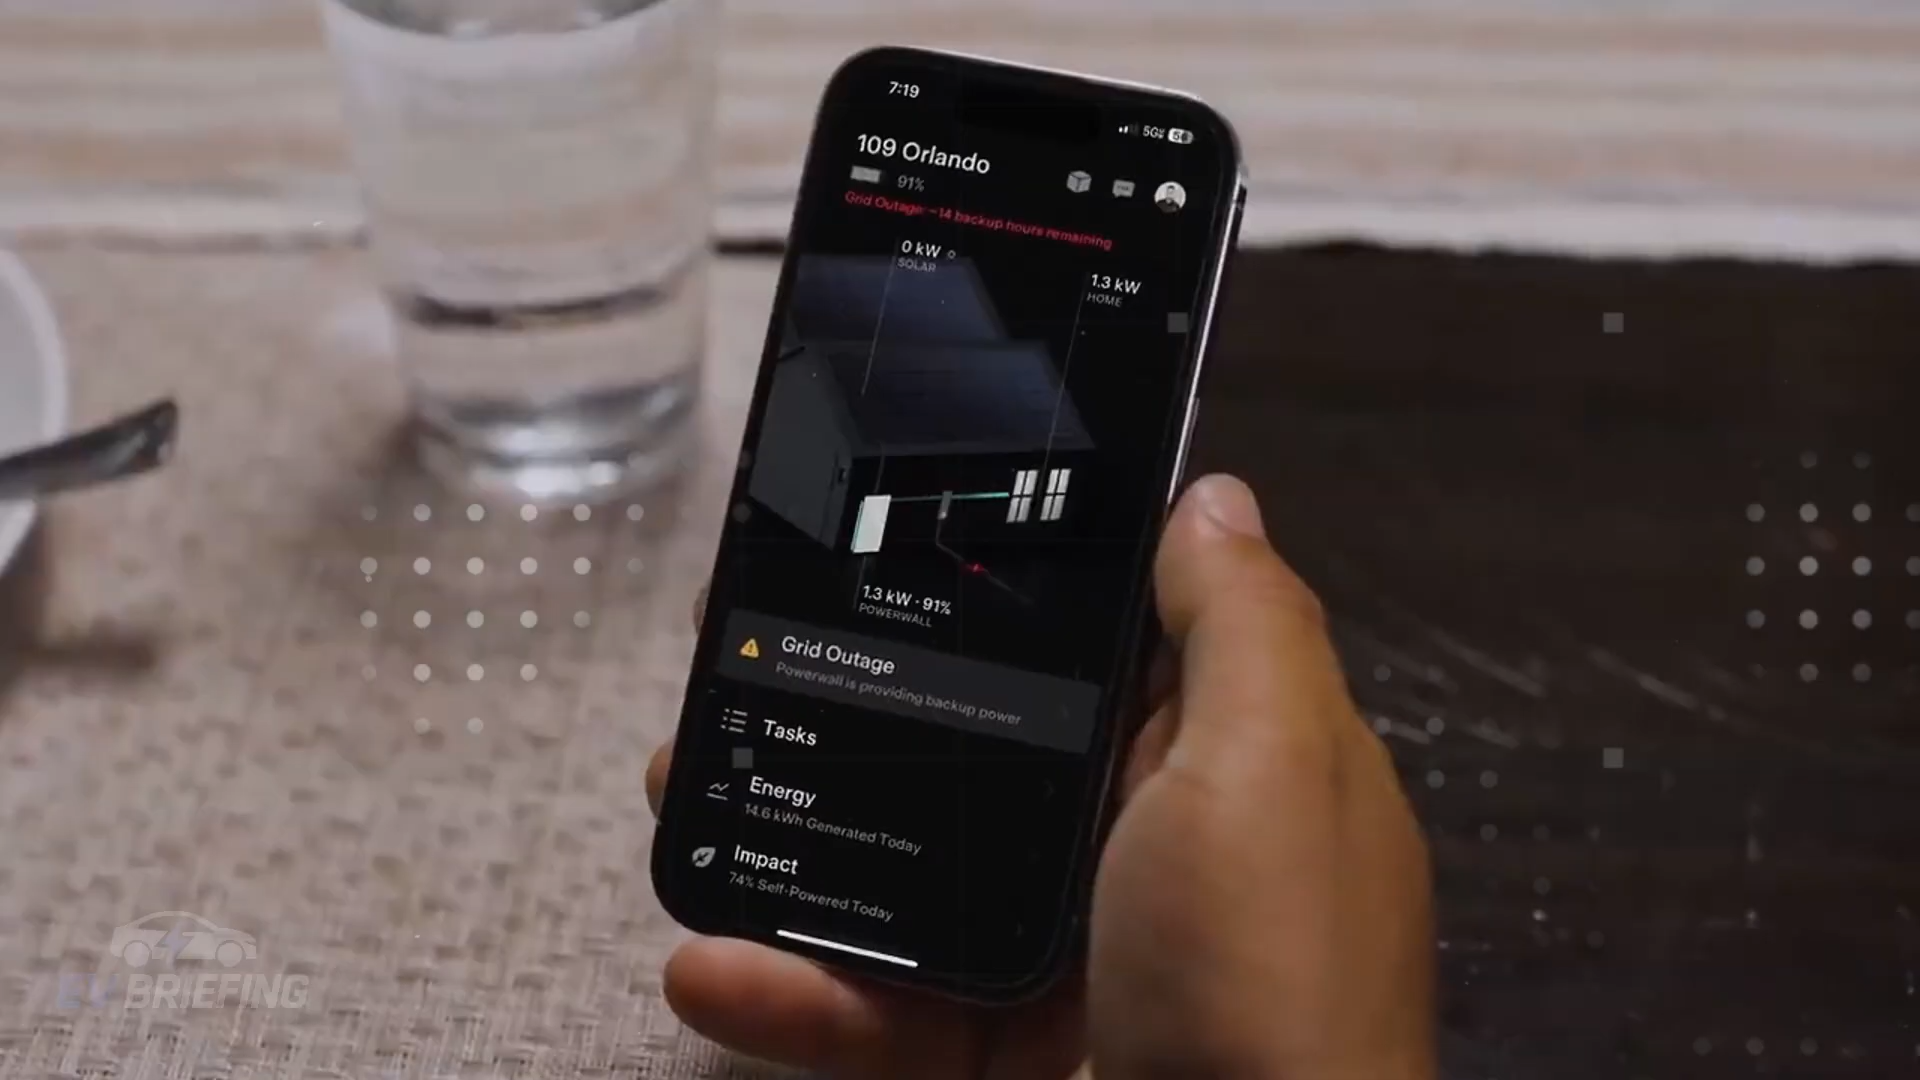 7:19
5G
109 Orlando
91%
Grid Outage: ~14 backup hours remaining
0 kW
SOLAR
1.3 kW
HOME
1.3 kW · 91%
POWERWALL
Grid Outage
Powerwall is providing backup power
Tasks
Energy
14.6 kWh Generated Today
Impact
74% Self-Powered Today
EV BRIEFING